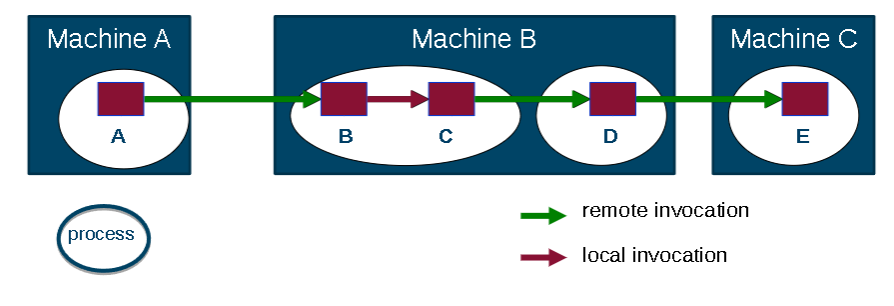 Machine A
Machine B
Machine C
A
B
C
D
E
process
remote invocation
local invocation